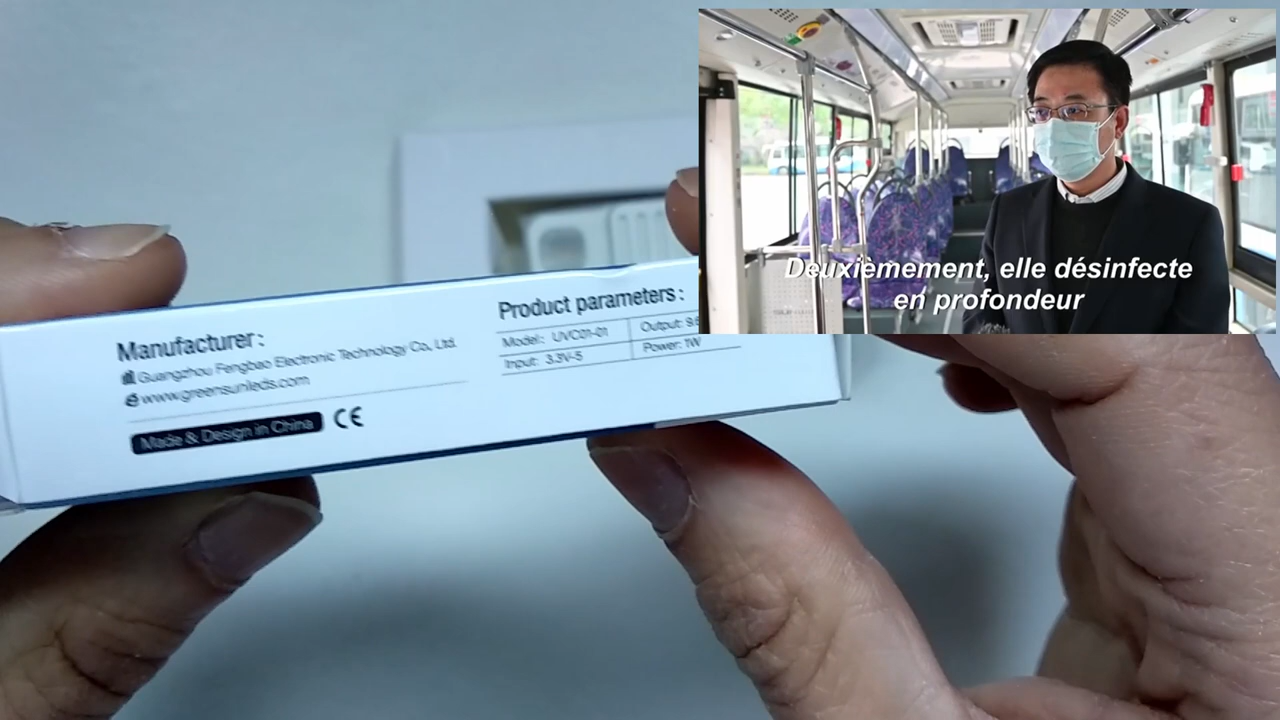 Manufacturer:
Guangzhou Fengbao Electronic Technology Co., Ltd.
www.greensunleds.com
Made & Design in China CE
Product parameters:
Model: UVC01-01 Output:
Input: 3.3V-5 Power: 1W
Deuxièmement, elle désinfecte
en profondeur